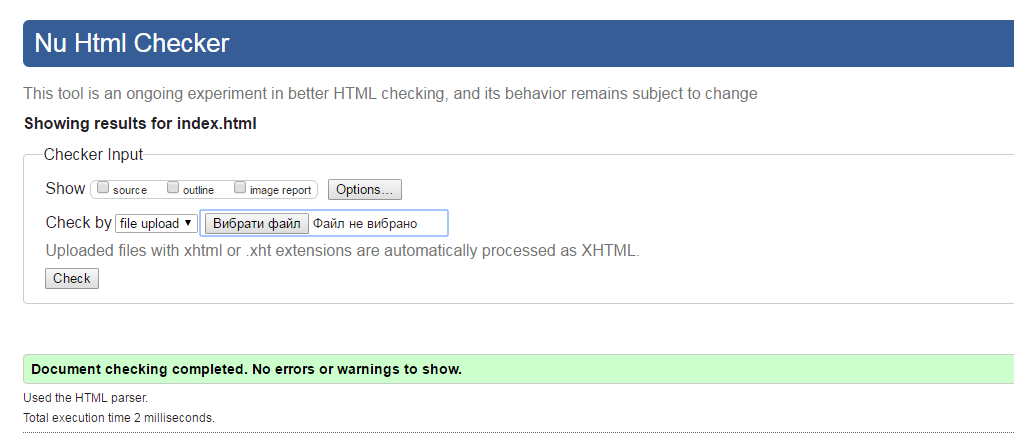 Nu Html Checker
This tool is an ongoing experiment in better HTML checking, and its behavior remains subject to change
Showing results for index.html
Checker Input
Show source outline image report Options...
Check by file upload Вибрати файл Файл не вибрано
Uploaded files with xhtml or .xht extensions are automatically processed as XHTML.
Check
Document checking completed. No errors or warnings to show.
Used the HTML parser.
Total execution time 2 milliseconds.